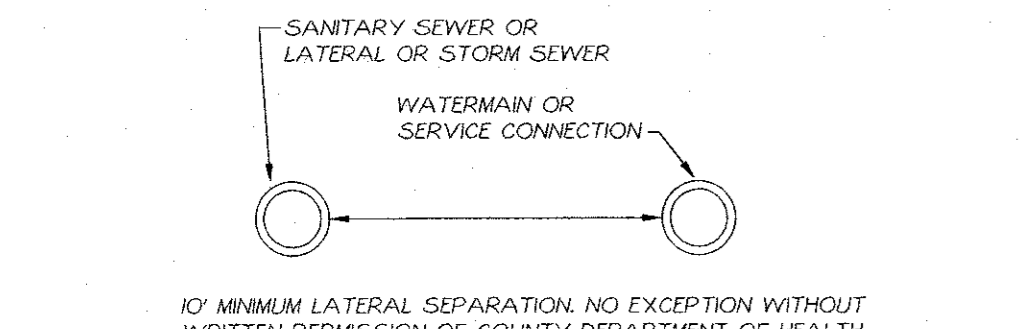 SANITARY SEWER OR
LATERAL OR STORM SEWER
WATERMAIN OR
SERVICE CONNECTION
10' MINIMUM LATERAL SEPARATION. NO EXCEPTION WITHOUT
WRITTEN PERMISSION OF COUNTY DEPARTMENT OF HEALTH